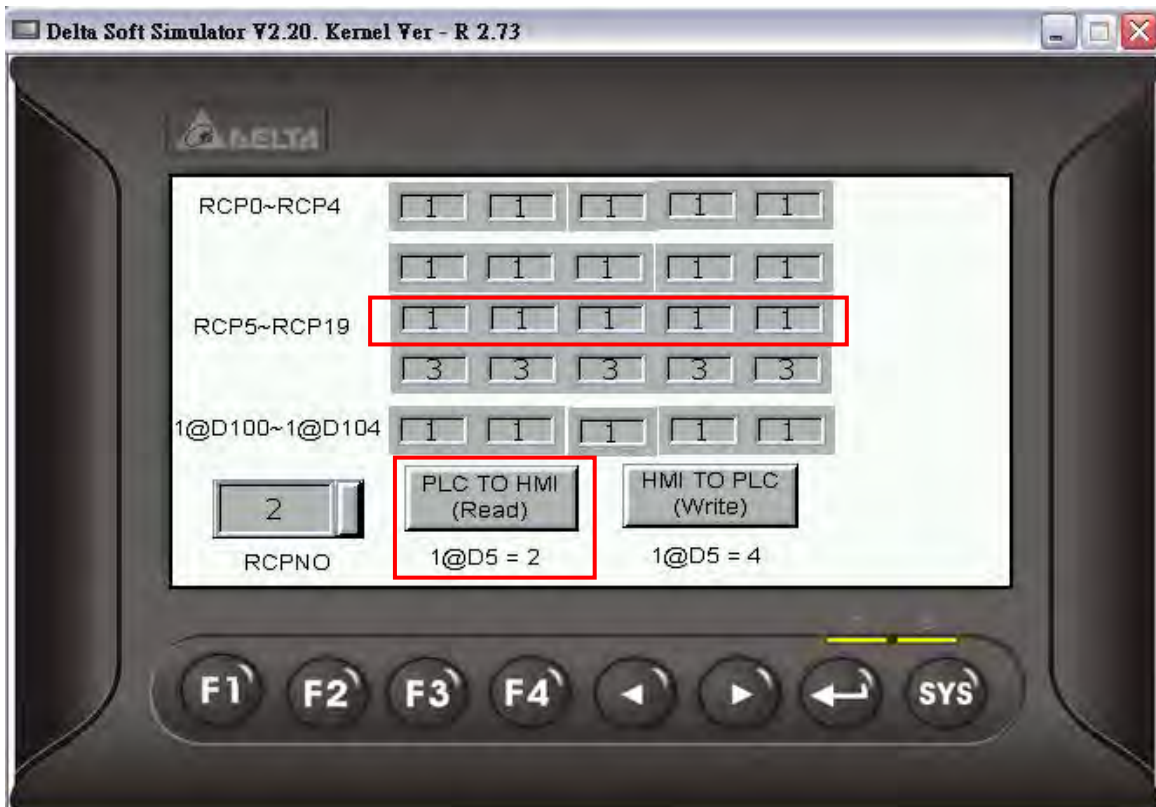 Delta Soft Simulator V2.20. Kernel Ver - R 2.73
DELTA
RCP0~RCP4 1 1 1 1 1
1 1 1 1 1
RCP5~RCP19 1 1 1 1 1
3 3 3 3 3
1@D100~1@D104 1 1 1 1 1
2 PLC TO HMI HMI TO PLC
(Read) (Write)
RCPNO 1@D5 = 2 1@D5 = 4
F1 F2 F3 F4 SYS